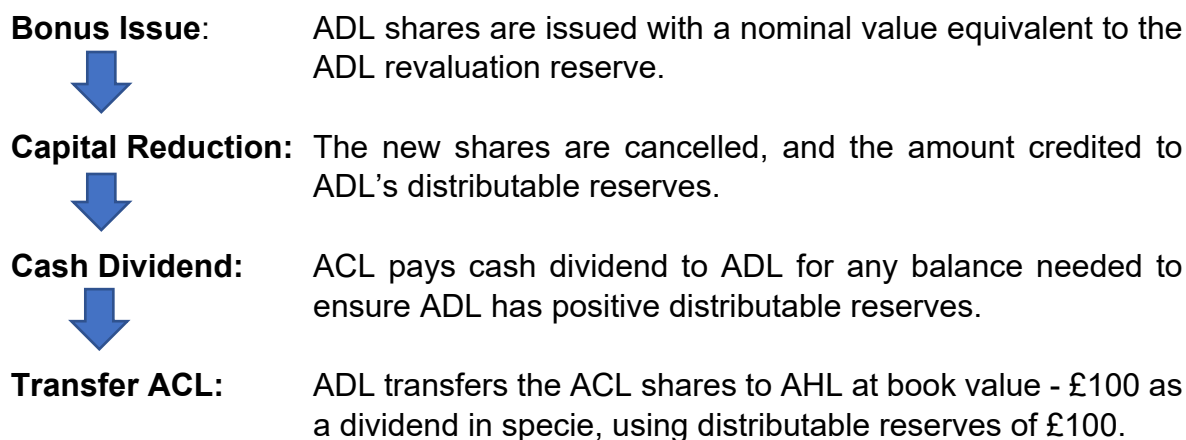 Bonus Issue: ADL shares are issued with a nominal value equivalent to the
ADL revaluation reserve.
Capital Reduction: The new shares are cancelled, and the amount credited to
ADL's distributable reserves.
Cash Dividend: ACL pays cash dividend to ADL for any balance needed to
ensure ADL has positive distributable reserves.
Transfer ACL: ADL transfers the ACL shares to AHL at book value - £100 as
a dividend in specie, using distributable reserves of £100.